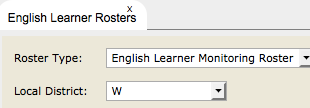 x
English Learner Rosters
Roster Type: English Learner Monitoring Roster
Local District: W